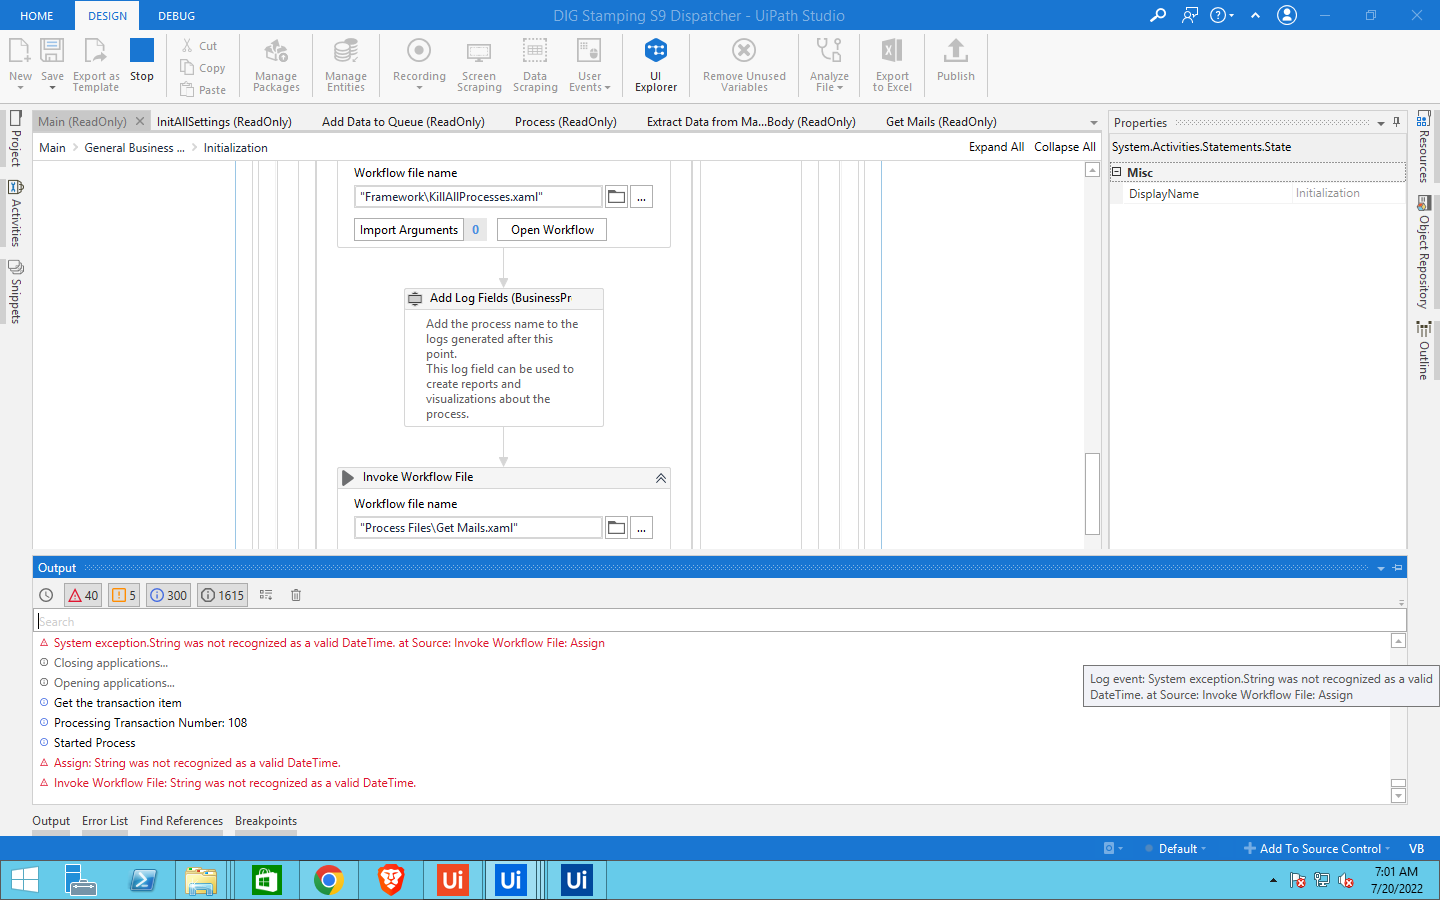 HOME DESIGN DEBUG DIG Stamping S9 Dispatcher - UiPath Studio
New Save Export as Template Stop Cut Copy Paste Manage Packages Manage Entities Recording Screen Scraping Data Scraping User Events UI Explorer Remove Unused Variables Analyze File Export to Excel Publish
Main (ReadOnly) InitAllSettings (ReadOnly) Add Data to Queue (ReadOnly) Process (ReadOnly) Extract Data from Ma...Body (ReadOnly) Get Mails (ReadOnly)
Main > General Business ... > Initialization Expand All Collapse All
Project
Activities
Snippets
Workflow file name
"Framework\KillAllProcesses.xaml" ...
Import Arguments 0 Open Workflow
Add Log Fields (BusinessPr
Add the process name to the
logs generated after this
point.
This log field can be used to
create reports and
visualizations about the
process.
Invoke Workflow File
Workflow file name
"Process Files\Get Mails.xaml" ...
Properties
System.Activities.Statements.State
Misc
DisplayName Initialization
Resources
Object Repository
Outline
Output
40 5 300 1615
Search
System exception.String was not recognized as a valid DateTime. at Source: Invoke Workflow File: Assign
Closing applications...
Opening applications...
Get the transaction item
Processing Transaction Number: 108
Started Process
Assign: String was not recognized as a valid DateTime.
Invoke Workflow File: String was not recognized as a valid DateTime.
Log event: System exception.String was not recognized as a valid
DateTime. at Source: Invoke Workflow File: Assign
Output Error List Find References Breakpoints
Default Add To Source Control VB
Ui Ui Ui
7:01 AM
7/20/2022